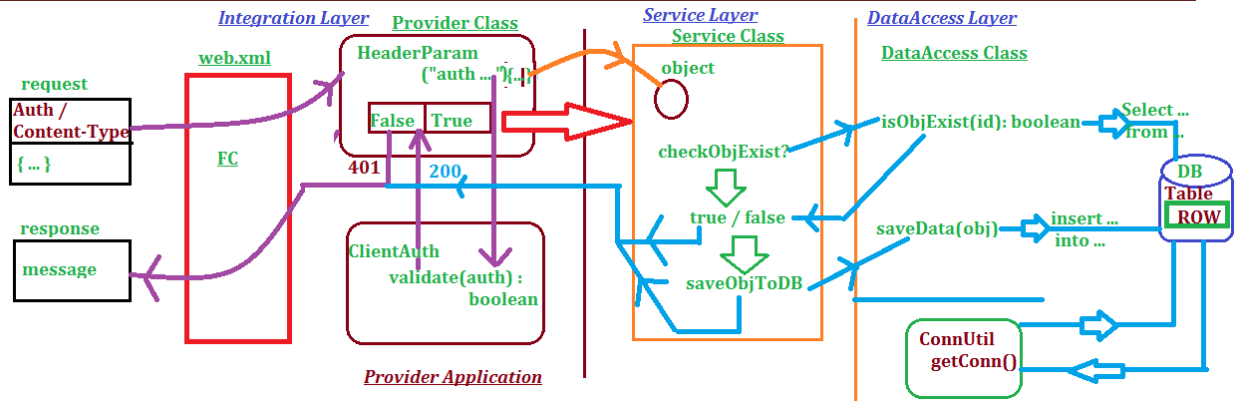 Integration Layer
Provider Class
Service Layer
Service Class
DataAccess Layer
DataAccess Class
web.xml
request
Auth /
Content-Type
{ ... }
FC
response
message
HeaderParam
("auth ... "){...}
False
True
401
200
ClientAuth
validate(auth) :
boolean
Provider Application
object
checkObjExist?
true / false
saveObjToDB
isObjExist(id): boolean
Select ...
from ...
saveData(obj)
insert ...
into ...
DB
Table
ROW
ConnUtil
getConn()